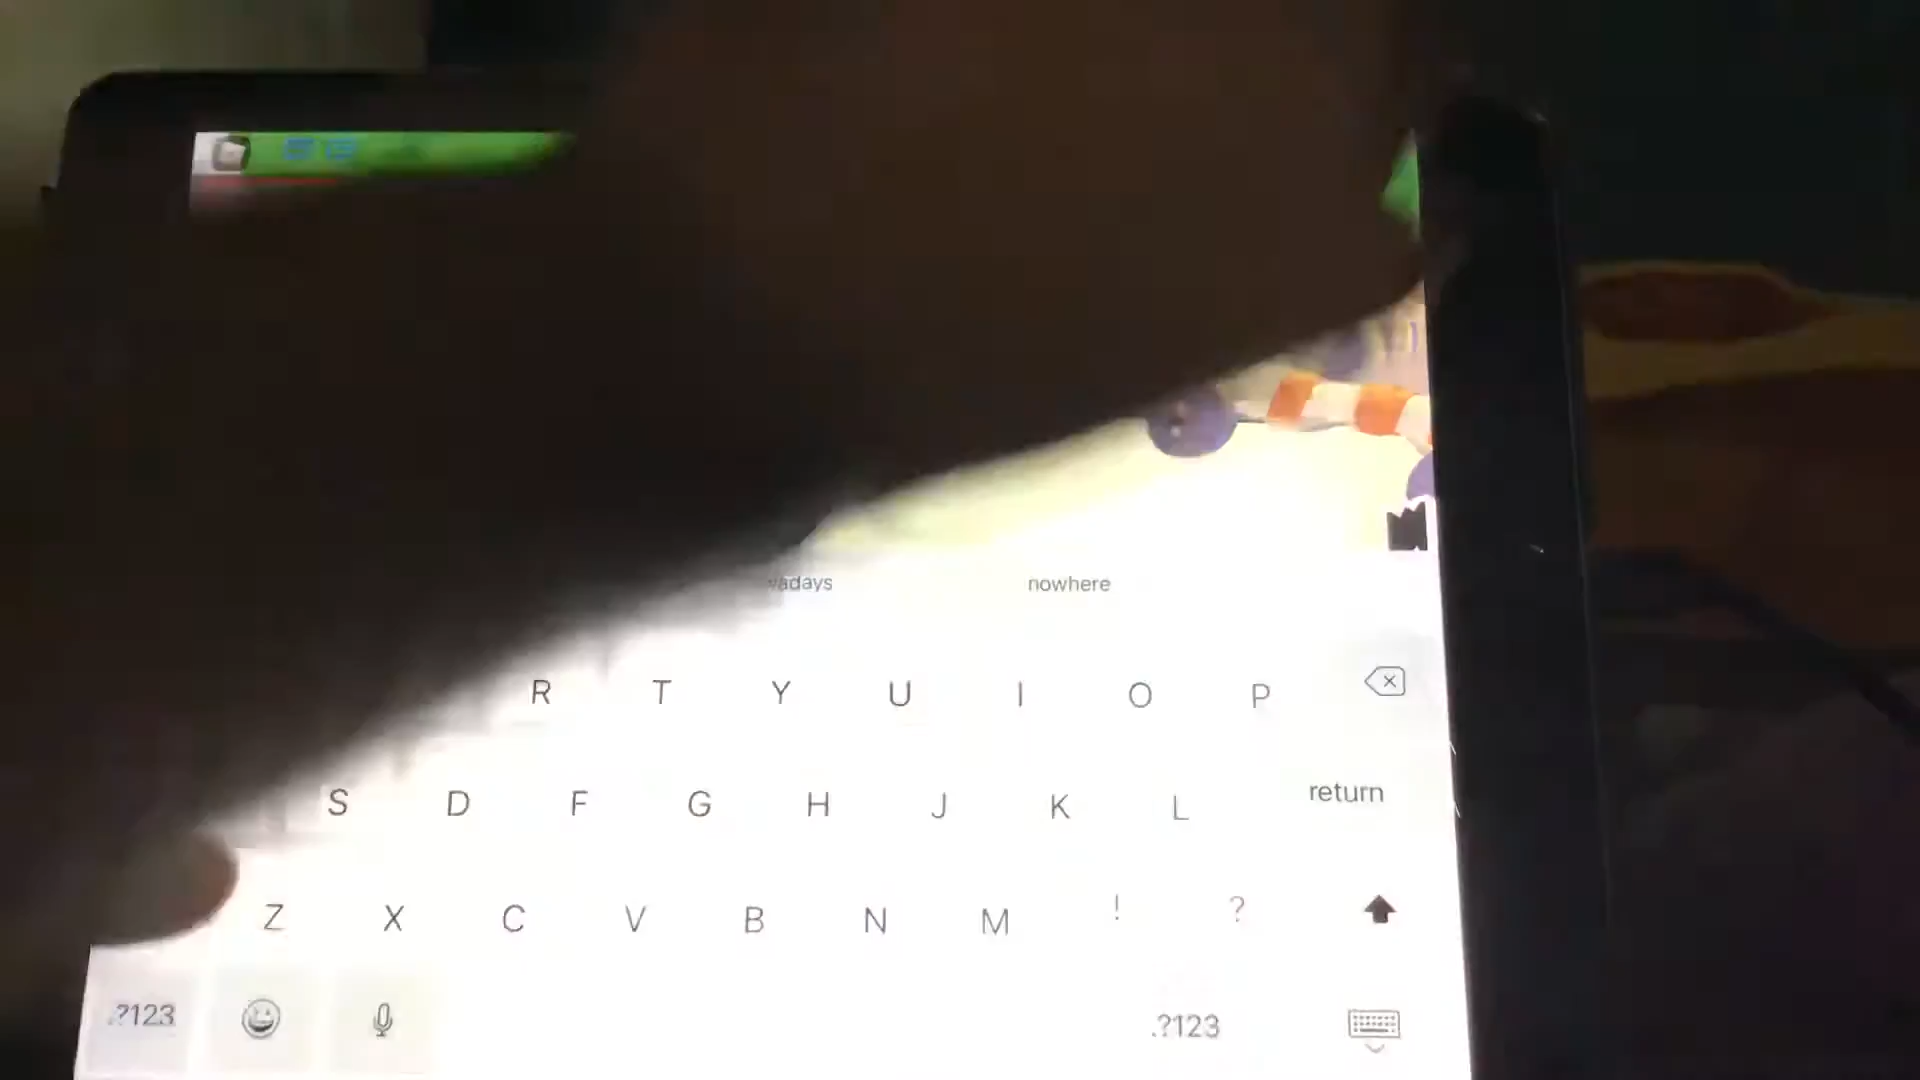 nowhere
R T Y U I O P
S D F G H J K L return
Z X C V B N M ! ?
.?123 .?123